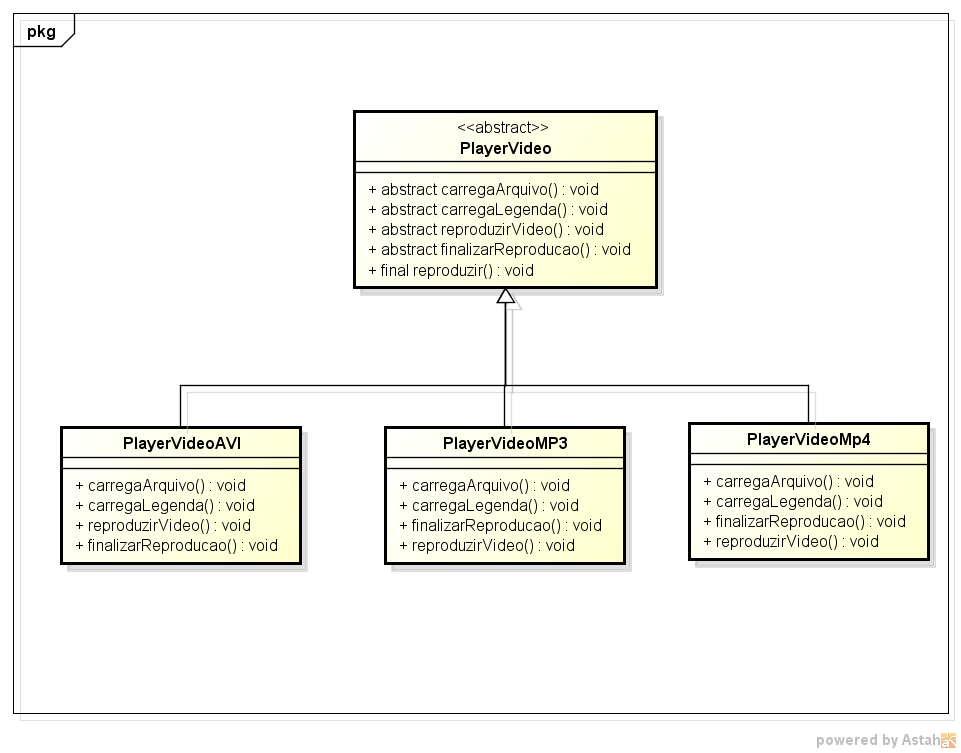 pkg
<<abstract>>
PlayerVideo
+ abstract carregaArquivo() : void
+ abstract carregaLegenda() : void
+ abstract reproduzirVideo() : void
+ abstract finalizarReproducao() : void
+ final reproduzir() : void
PlayerVideoAVI
+ carregaArquivo() : void
+ carregaLegenda() : void
+ reproduzirVideo() : void
+ finalizarReproducao() : void
PlayerVideoMP3
+ carregaArquivo() : void
+ carregaLegenda() : void
+ finalizarReproducao() : void
+ reproduzirVideo() : void
PlayerVideoMp4
+ carregaArquivo() : void
+ carregaLegenda() : void
+ finalizarReproducao() : void
+ reproduzirVideo() : void
powered by Astah